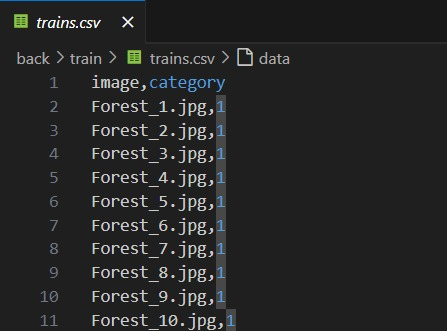 trains.csv ×
back > train > trains.csv > data
1 image,category
2 Forest_1.jpg,1
3 Forest_2.jpg,1
4 Forest_3.jpg,1
5 Forest_4.jpg,1
6 Forest_5.jpg,1
7 Forest_6.jpg,1
8 Forest_7.jpg,1
9 Forest_8.jpg,1
10 Forest_9.jpg,1
11 Forest_10.jpg,1